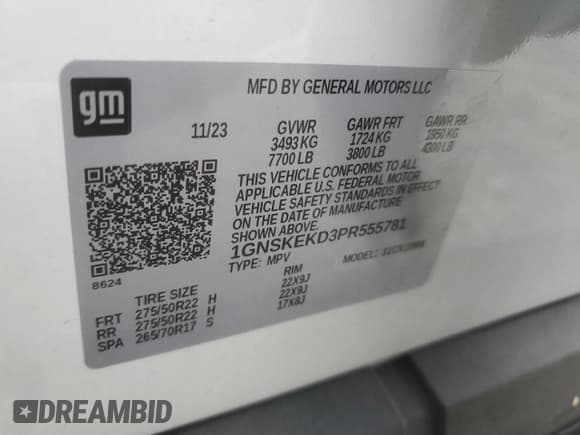 gm
MFD BY GENERAL MOTORS LLC
11/23 GVWR GAWR FRT GAWR RR
3493 KG 1724 KG 1950 KG
7700 LB 3800 LB 4300 LB
THIS VEHICLE CONFORMS TO ALL
APPLICABLE U.S. FEDERAL MOTOR
VEHICLE SAFETY STANDARDS IN EFFECT
ON THE DATE OF MANUFACTURE
SHOWN ABOVE.
1GNSKEKD3PR555781
TYPE: MPV MODEL:
8624
TIRE SIZE RIM
FRT 275/50R22 H 22X9J
RR 275/50R22 H 22X9J
SPA 265/70R17 S 17X8J
DREAMBID